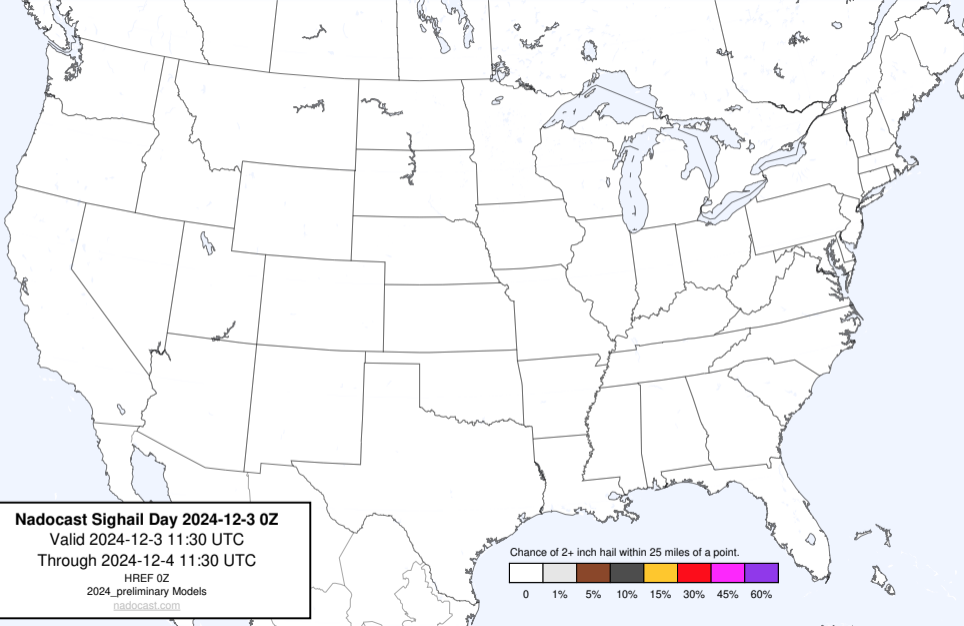 Nadocast Sighail Day 2024-12-3 0Z
Valid 2024-12-3 11:30 UTC
Through 2024-12-4 11:30 UTC
HREF 0Z
2024_preliminary Models
nadocast.com
Chance of 2+ inch hail within 25 miles of a point.
0 1% 5% 10% 15% 30% 45% 60%